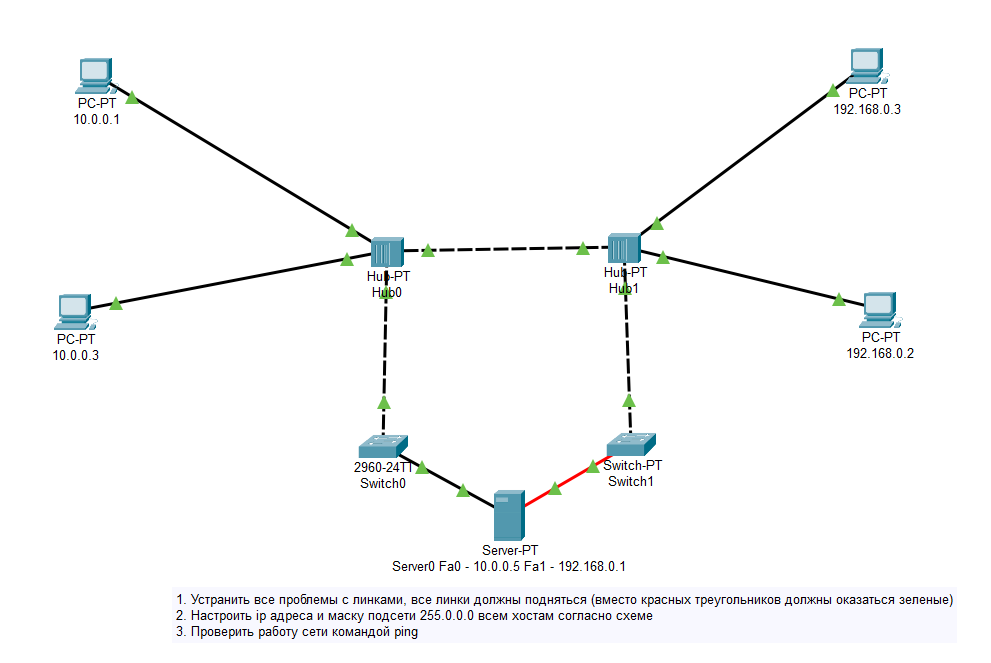 PC-PT
10.0.0.1
PC-PT
192.168.0.3
Hub-PT
Hub0
Hub-PT
Hub1
PC-PT
10.0.0.3
PC-PT
192.168.0.2
2960-24TT
Switch0
Switch-PT
Switch1
Server-PT
Server0 Fa0 - 10.0.0.5 Fa1 - 192.168.0.1
1. Устранить все проблемы с линками, все линки должны подняться (вместо красных треугольников должны оказаться зеленые)
2. Настроить ip адреса и маску подсети 255.0.0.0 всем хостам согласно схеме
3. Проверить работу сети командой ping